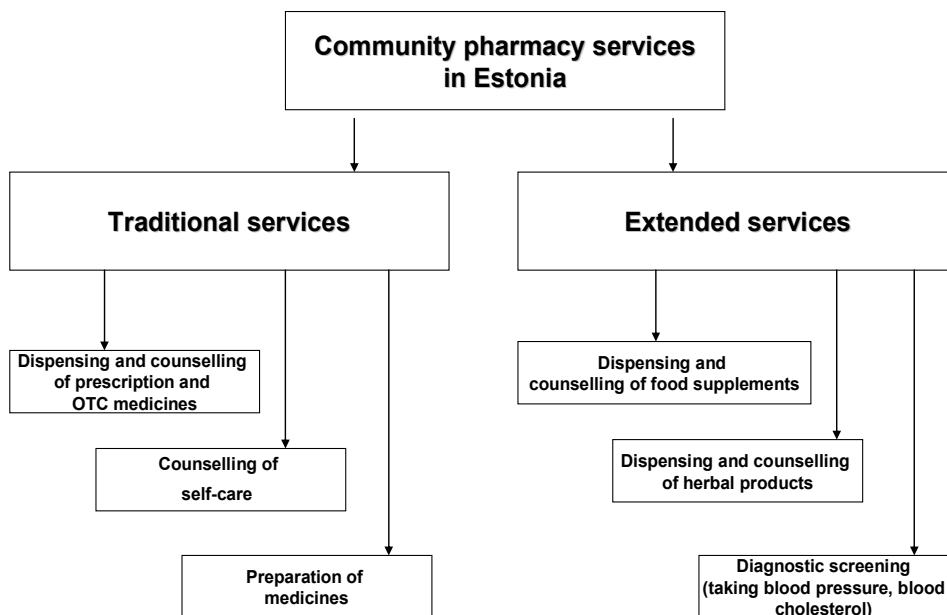 Community pharmacy services
in Estonia
Traditional services
Extended services
Dispensing and counselling
of prescription and
OTC medicines
Counselling of
self-care
Preparation of
medicines
Dispensing and
counselling of food supplements
Dispensing and counselling
of herbal products
Diagnostic screening
(taking blood pressure, blood
cholesterol)